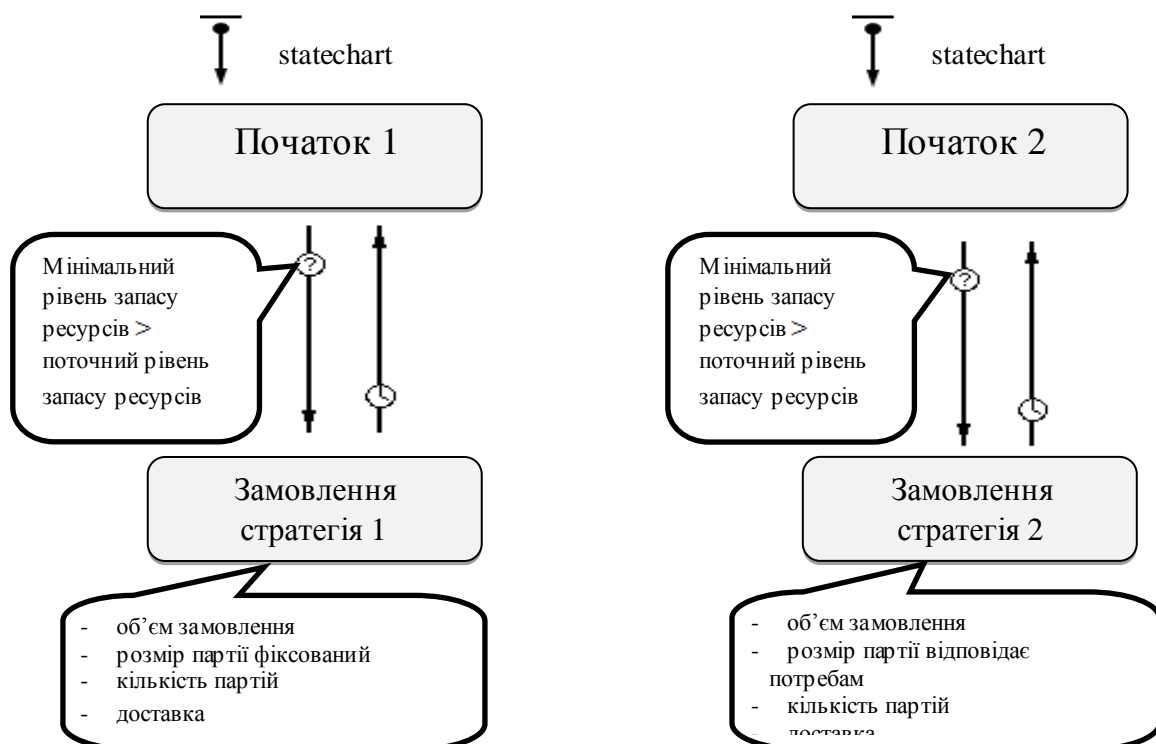 statechart
Початок 1
Мінімальний
рівень запасу
ресурсів >
поточний рівень
запасу ресурсів
?
Замовлення
стратегія 1
- об’єм замовлення
- розмір партії фіксований
- кількість партій
- доставка
statechart
Початок 2
Мінімальний
рівень запасу
ресурсів >
поточний рівень
запасу ресурсів
?
Замовлення
стратегія 2
- об’єм замовлення
- розмір партії відповідає
потребам
- кількість партій
- доставка